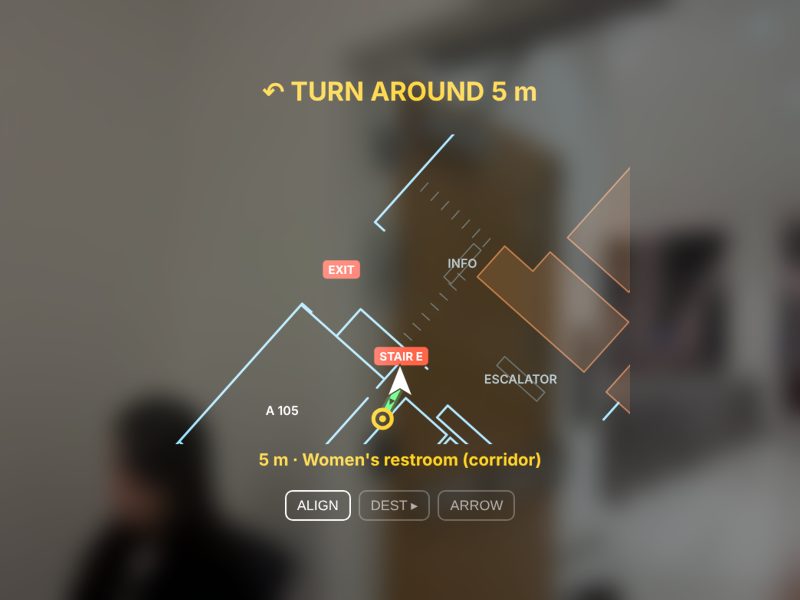 ↶ TURN AROUND 5 m
INFO
EXIT
STAIR E
ESCALATOR
A 105
5 m · Women's restroom (corridor)
ALIGN
DEST ▸
ARROW